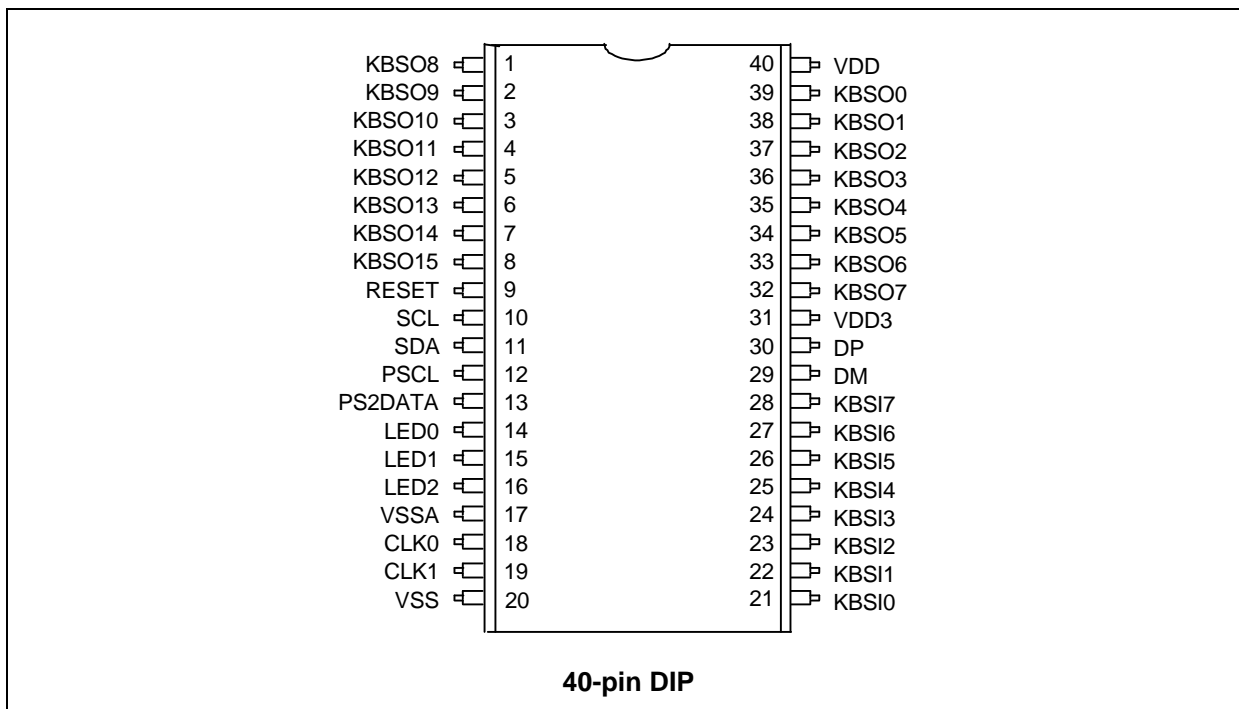 KBSO8 1 40 VDD
KBSO9 2 39 KBSO0
KBSO10 3 38 KBSO1
KBSO11 4 37 KBSO2
KBSO12 5 36 KBSO3
KBSO13 6 35 KBSO4
KBSO14 7 34 KBSO5
KBSO15 8 33 KBSO6
RESET 9 32 KBSO7
SCL 10 31 VDD3
SDA 11 30 DP
PSCL 12 29 DM
PS2DATA 13 28 KBSI7
LED0 14 27 KBSI6
LED1 15 26 KBSI5
LED2 16 25 KBSI4
VSSA 17 24 KBSI3
CLK0 18 23 KBSI2
CLK1 19 22 KBSI1
VSS 20 21 KBSI0
40-pin DIP